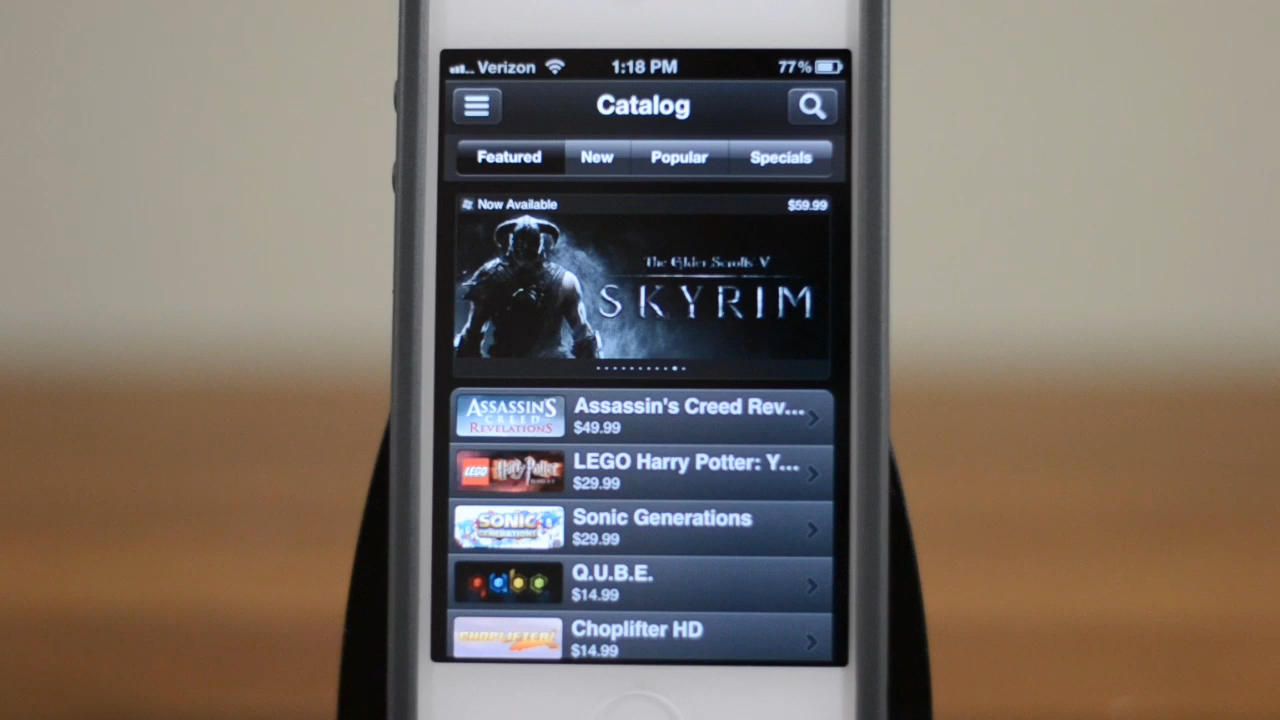 Verizon 1:18 PM 77%
Catalog
Featured New Popular Specials
Now Available $59.99
The Elder Scrolls V
SKYRIM
ASSASSIN'S
CREED
REVELATIONS
Assassin's Creed Rev...
$49.99
LEGO Harry Potter
LEGO Harry Potter: Y...
$29.99
SONIC
GENERATIONS
Sonic Generations
$29.99
qube
Q.U.B.E.
$14.99
CHOPLIFTER!
Choplifter HD
$14.99